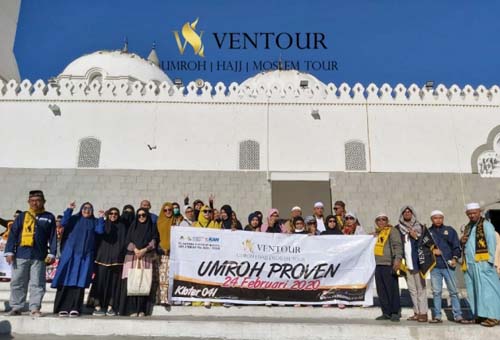 VENTOUR
UMROH | HAJJ | MOSLEM TOUR
VENTOUR
UMROH PROVEN
24 Februari 2020
Kloter 041